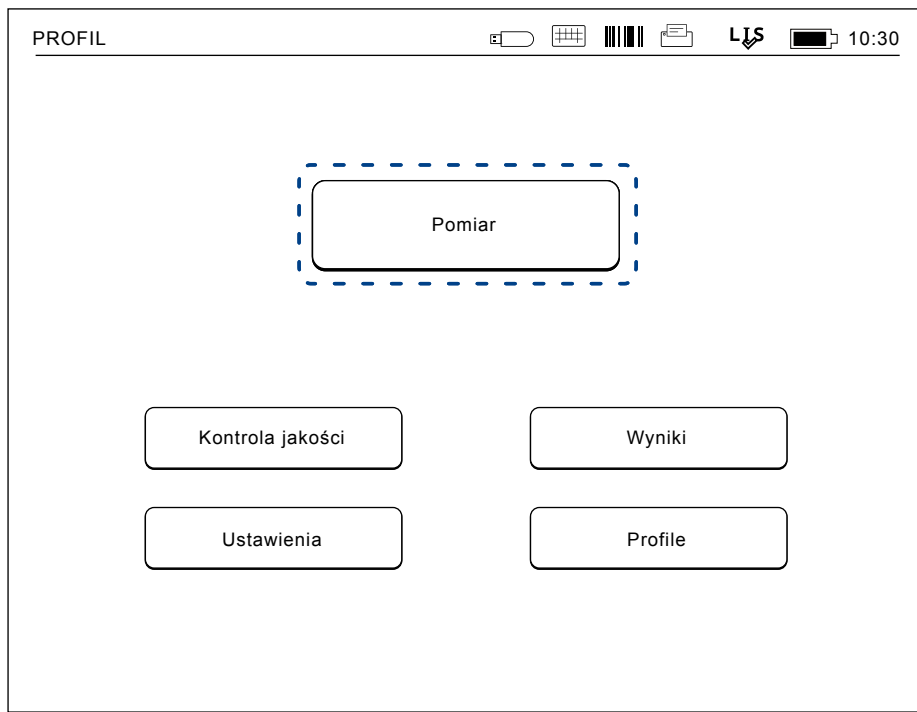 PROFIL LIS 10:30
Pomiar
Kontrola jakości Wyniki
Ustawienia Profile